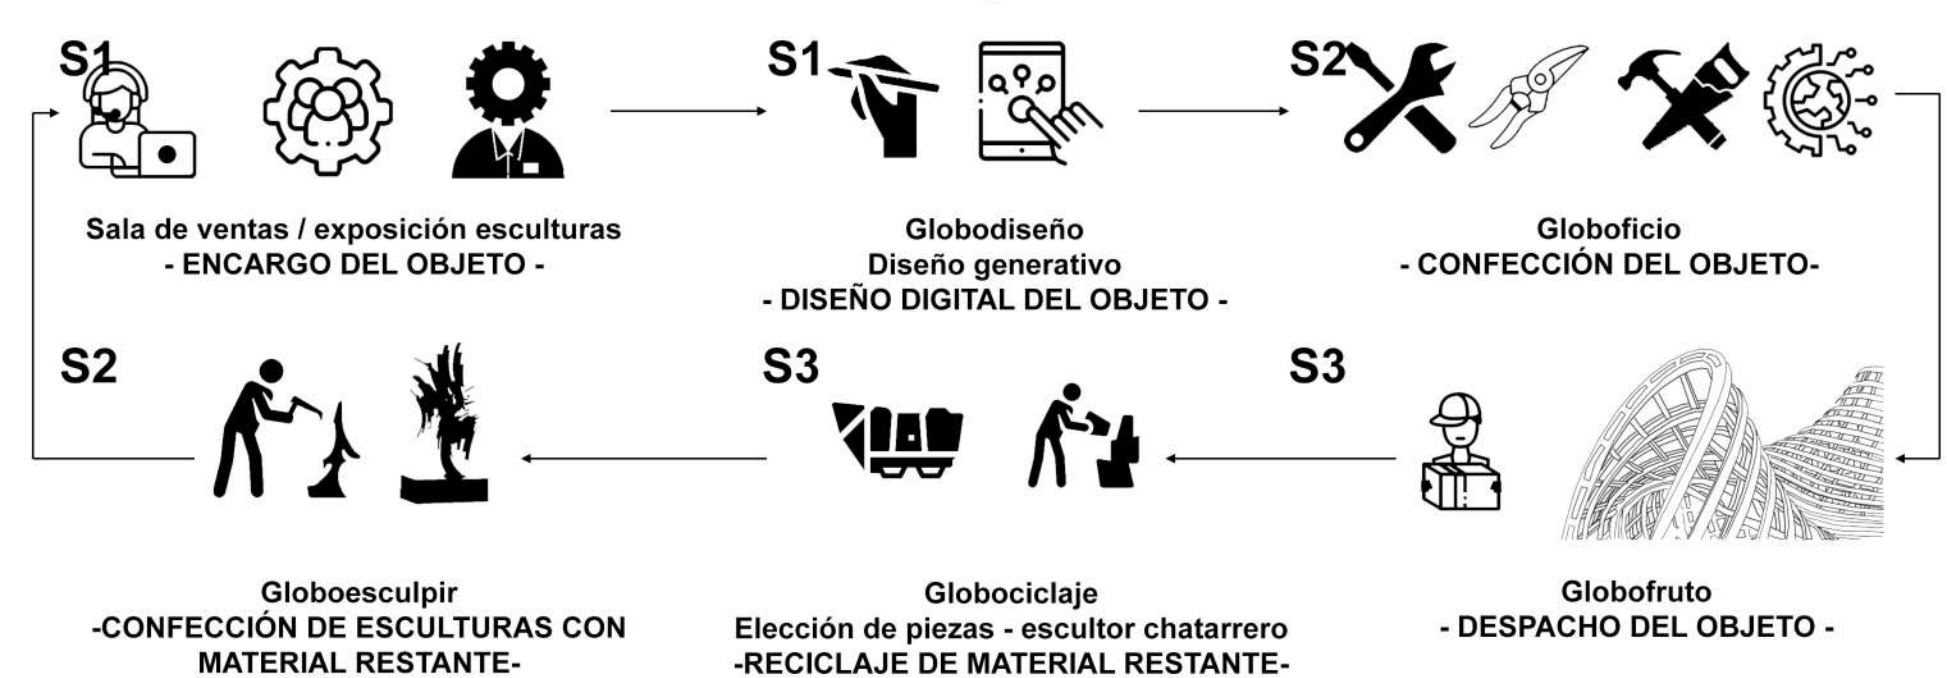 S1
Sala de ventas / exposición esculturas
- ENCARGO DEL OBJETO -
S1
Globodiseño
Diseño generativo
- DISEÑO DIGITAL DEL OBJETO -
S2
Globoficio
- CONFECCIÓN DEL OBJETO-
S3
Globofruto
- DESPACHO DEL OBJETO -
S3
Globociclaje
Elección de piezas - escultor chatarrero
-RECICLAJE DE MATERIAL RESTANTE-
S2
Globoesculpir
-CONFECCIÓN DE ESCULTURAS CON
MATERIAL RESTANTE-